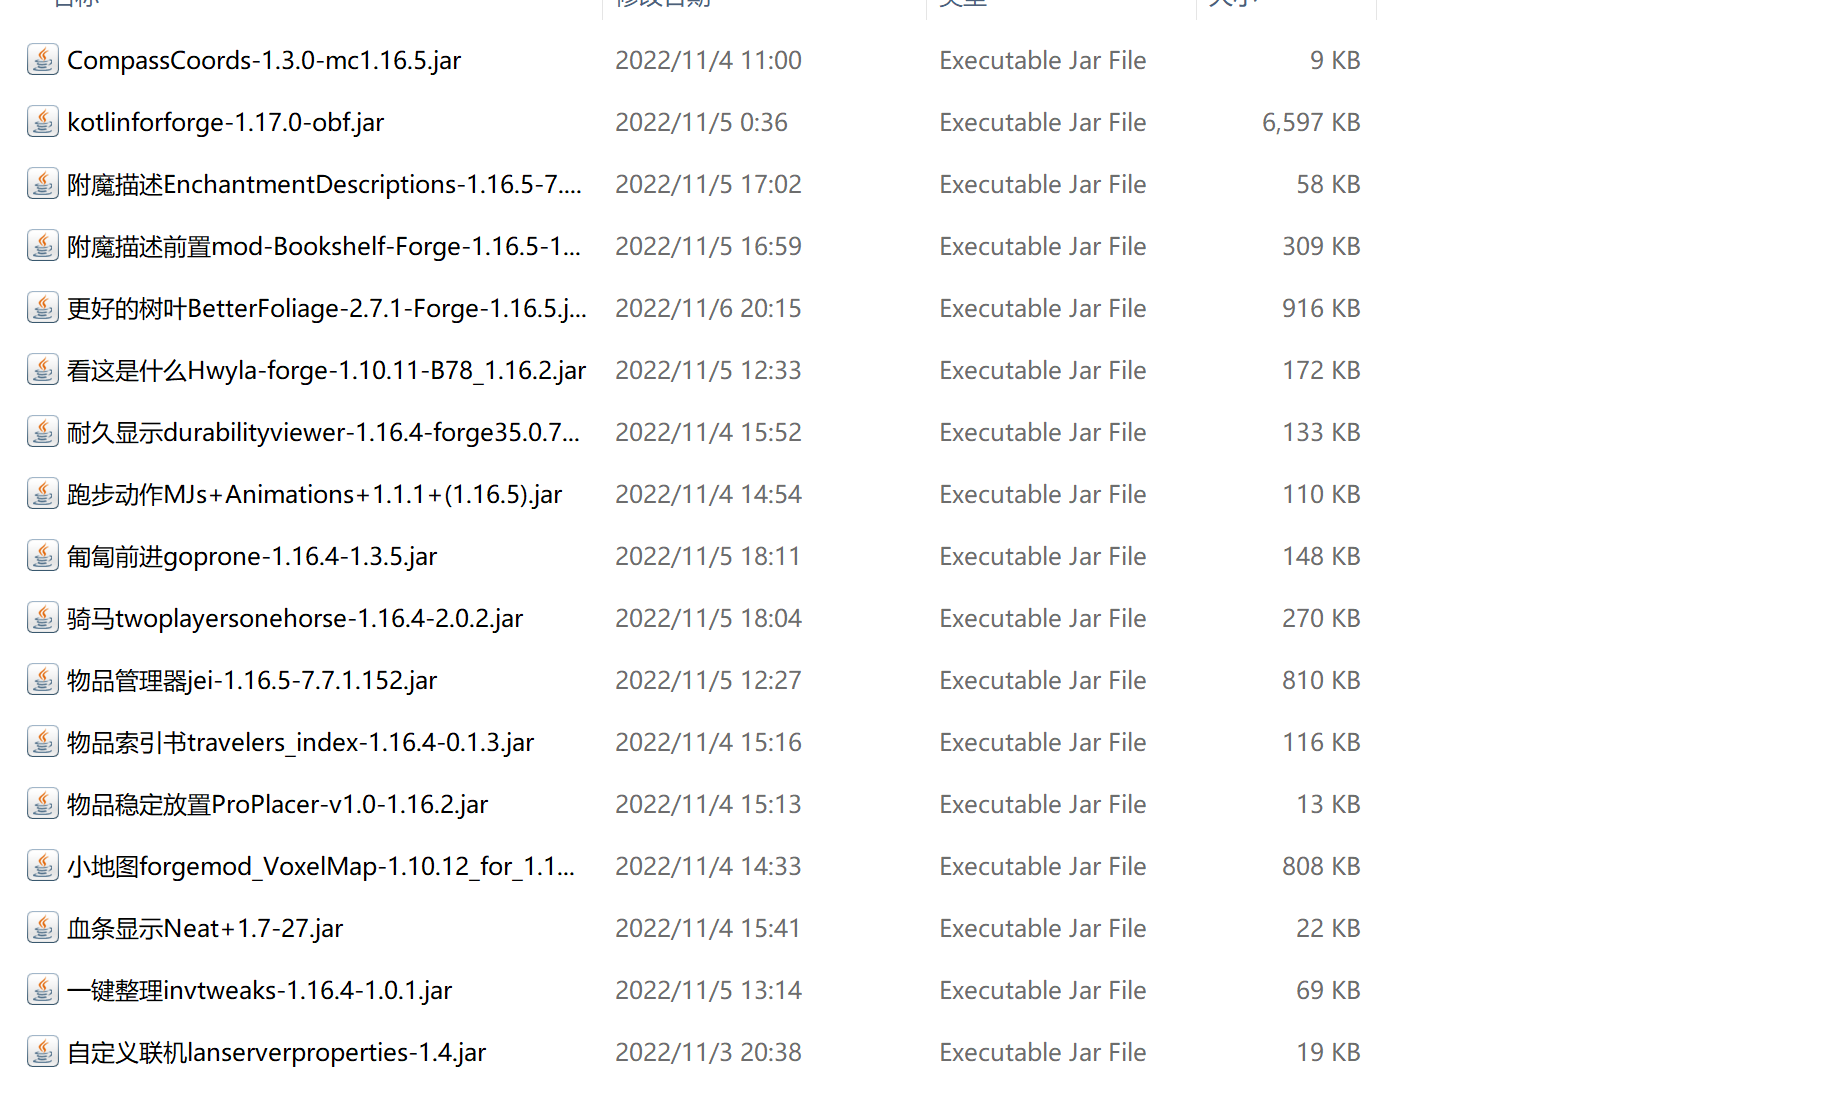 名称 修改日期 类型 大小
CompassCoords-1.3.0-mc1.16.5.jar 2022/11/4 11:00 Executable Jar File 9 KB
kotlinforforge-1.17.0-obf.jar 2022/11/5 0:36 Executable Jar File 6,597 KB
附魔描述EnchantmentDescriptions-1.16.5-7.... 2022/11/5 17:02 Executable Jar File 58 KB
附魔描述前置mod-Bookshelf-Forge-1.16.5-1... 2022/11/5 16:59 Executable Jar File 309 KB
更好的树叶BetterFoliage-2.7.1-Forge-1.16.5.j... 2022/11/6 20:15 Executable Jar File 916 KB
看这是什么Hwyla-forge-1.10.11-B78_1.16.2.jar 2022/11/5 12:33 Executable Jar File 172 KB
耐久显示durabilityviewer-1.16.4-forge35.0.7... 2022/11/4 15:52 Executable Jar File 133 KB
跑步动作MJs+Animations+1.1.1+(1.16.5).jar 2022/11/4 14:54 Executable Jar File 110 KB
匍匐前进goprone-1.16.4-1.3.5.jar 2022/11/5 18:11 Executable Jar File 148 KB
骑马twoplayersonehorse-1.16.4-2.0.2.jar 2022/11/5 18:04 Executable Jar File 270 KB
物品管理器jei-1.16.5-7.7.1.152.jar 2022/11/5 12:27 Executable Jar File 810 KB
物品索引书travelers_index-1.16.4-0.1.3.jar 2022/11/4 15:16 Executable Jar File 116 KB
物品稳定放置ProPlacer-v1.0-1.16.2.jar 2022/11/4 15:13 Executable Jar File 13 KB
小地图forgemod_VoxelMap-1.10.12_for_1.1... 2022/11/4 14:33 Executable Jar File 808 KB
血条显示Neat+1.7-27.jar 2022/11/4 15:41 Executable Jar File 22 KB
一键整理invtweaks-1.16.4-1.0.1.jar 2022/11/5 13:14 Executable Jar File 69 KB
自定义联机lanserverproperties-1.4.jar 2022/11/3 20:38 Executable Jar File 19 KB